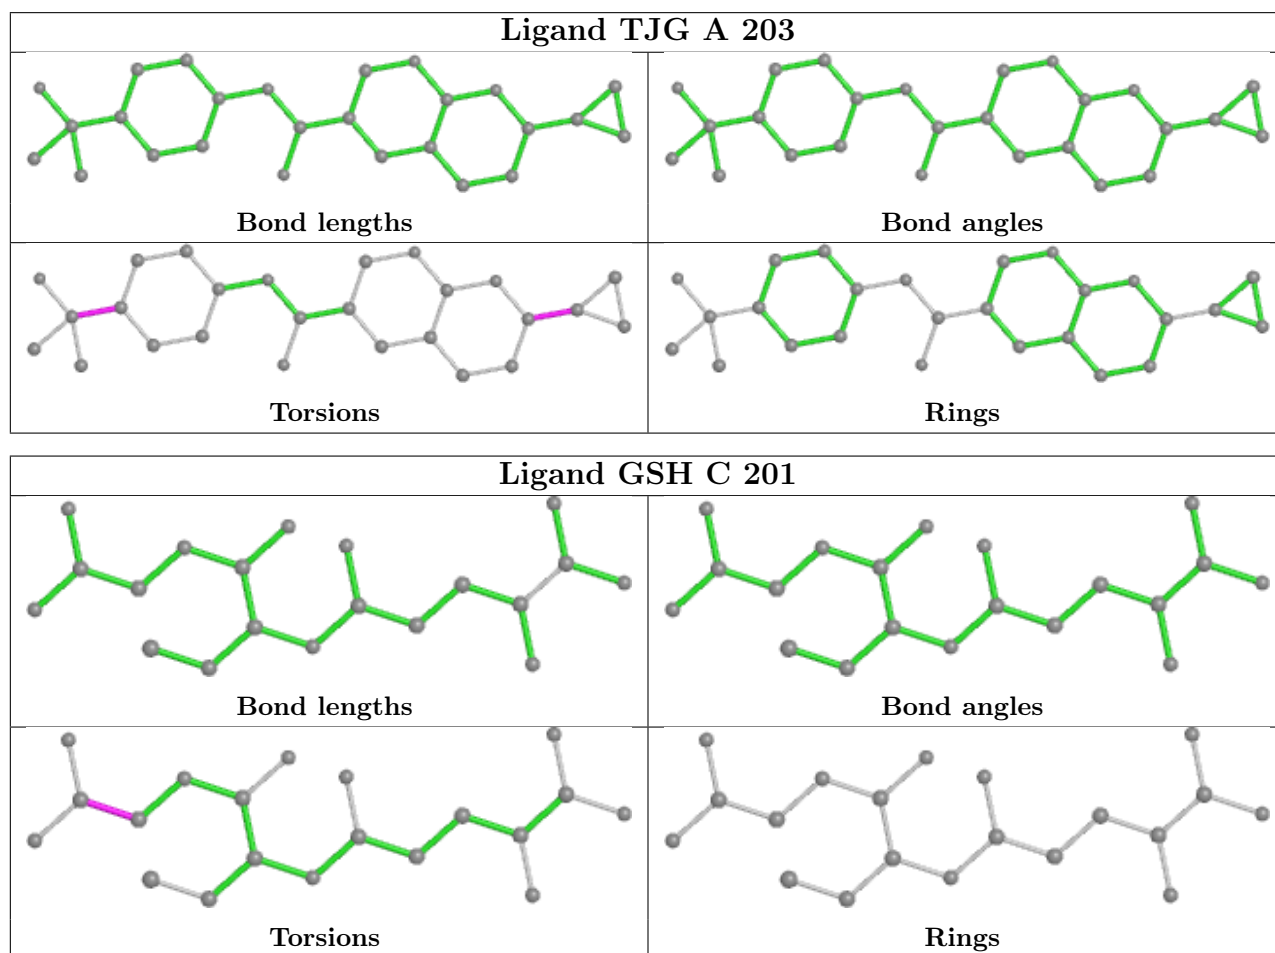 Ligand TJG A 203
Bond lengths
Bond angles
Torsions
Rings
Ligand GSH C 201
Bond lengths
Bond angles
Torsions
Rings